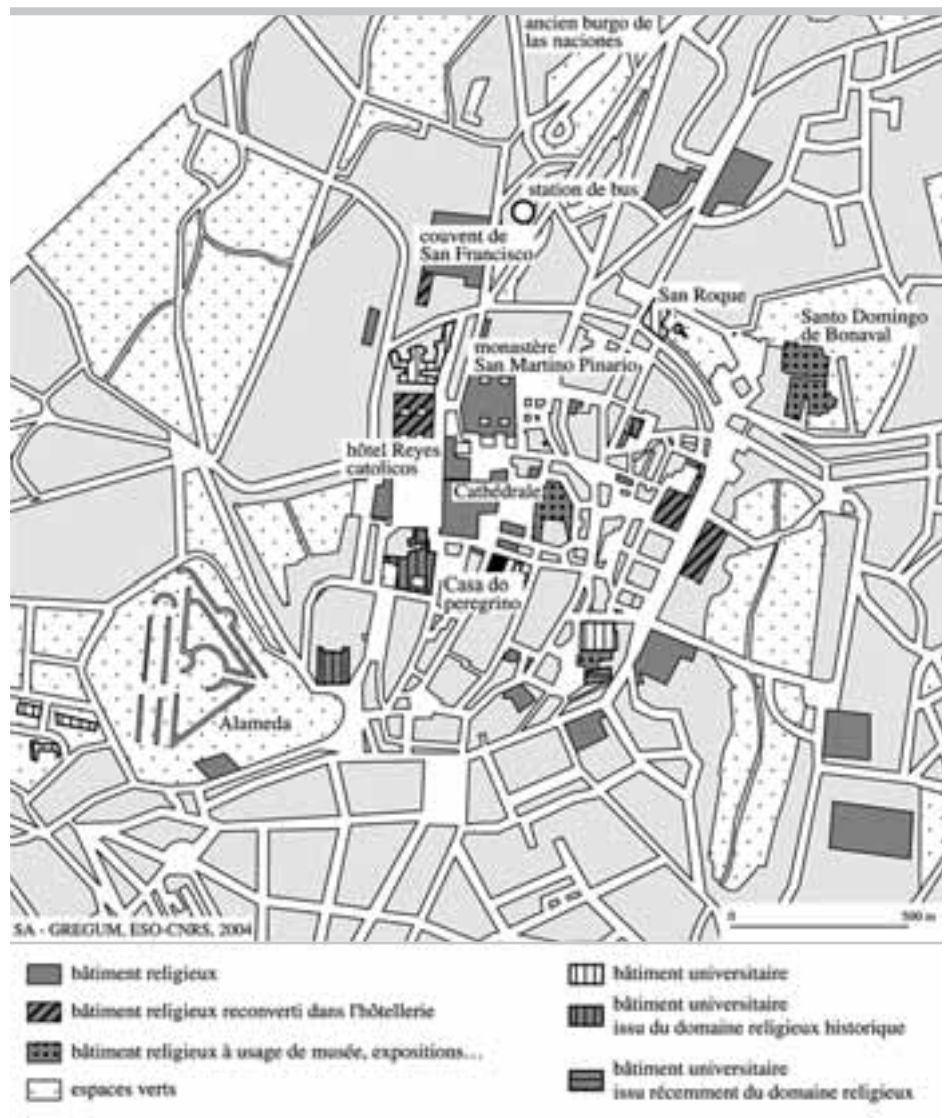 ancien burgo de
las naciones
station de bus
couvent de
San Francisco
San Roque
Santo Domingo
de Bonaval
monastère
San Martino Pinario
hôtel Reyes
catolicos
Cathédrale
Casa do
peregrino
Alameda
SA - GREGUM, ESO-CNRS, 2004
0 500 m
bâtiment religieux
bâtiment religieux reconverti dans l'hôtellerie
bâtiment religieux à usage de musée, expositions...
espaces verts
bâtiment universitaire
bâtiment universitaire
issu du domaine religieux historique
bâtiment universitaire
issu récemment du domaine religieux